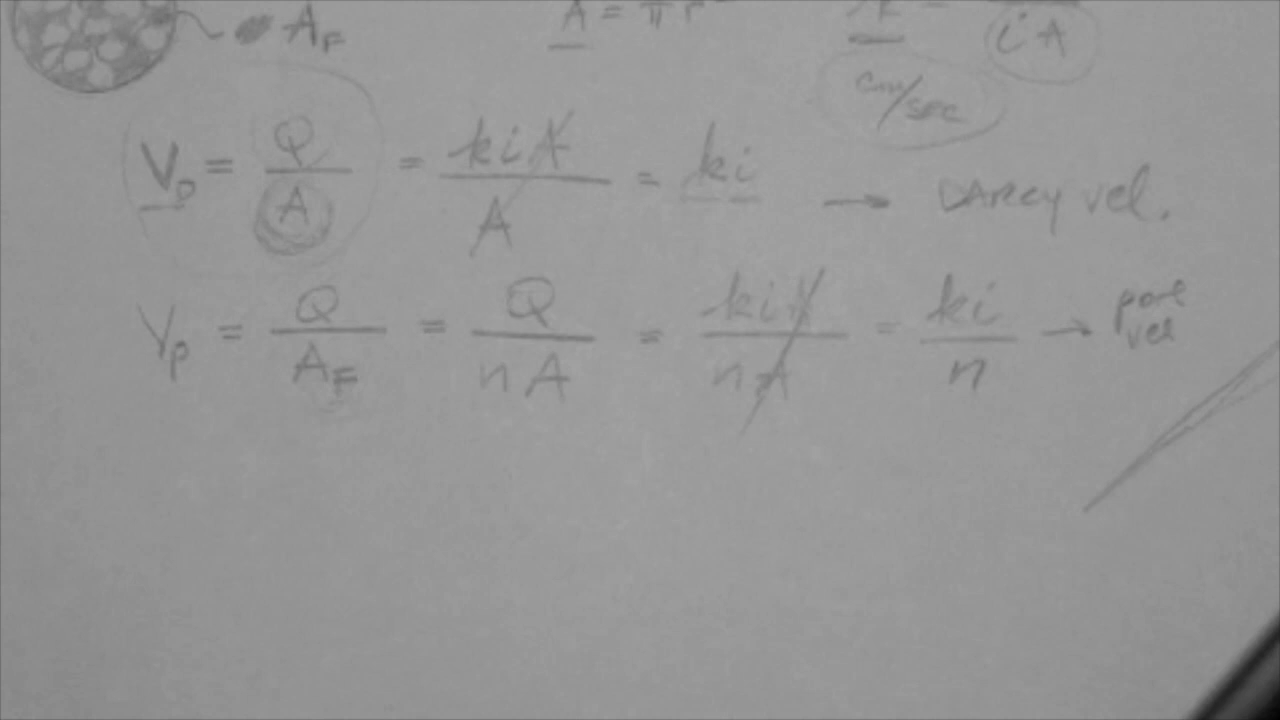 A_F A = πr
iA
cm/sec
V_D = Q/A = kiA/A = ki → DARCY vel.
V_p = Q/A_F = Q/nA = kiA/nA = ki/n → pore vel